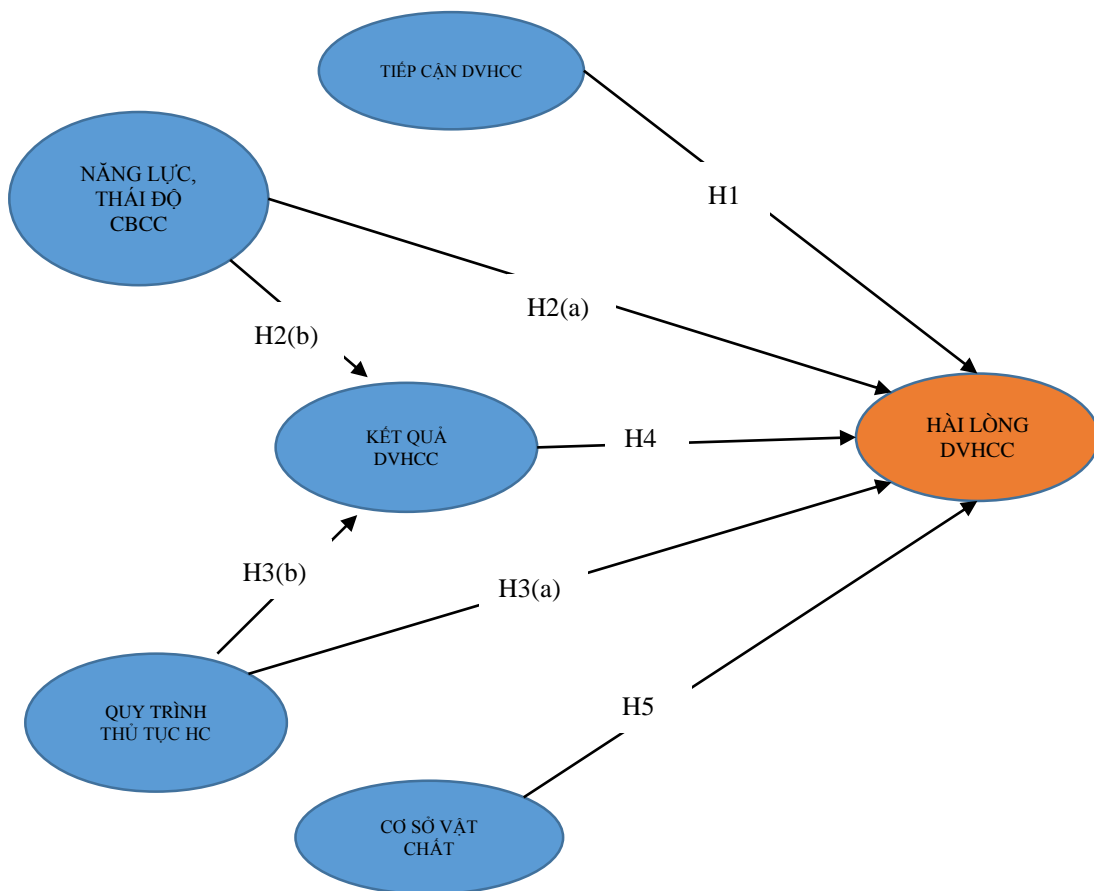 TIẾP CẬN DVHCC
NĂNG LỰC,
THÁI ĐỘ
CBCC
H1
H2(a)
H2(b)
KẾT QUẢ
DVHCC
H4
HÀI LÒNG
DVHCC
H3(b)
H3(a)
QUY TRÌNH
THỦ TỤC HC
H5
CƠ SỞ VẬT
CHẤT